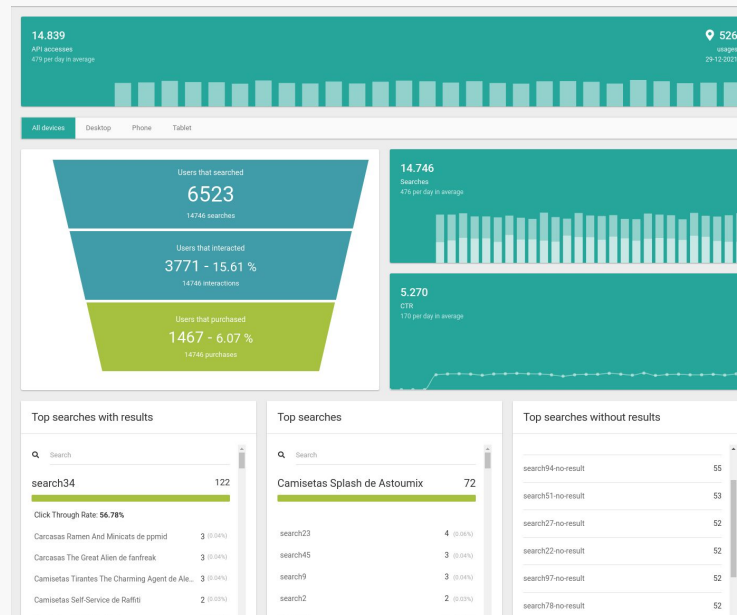 14.839
API accesses
479 per day in average
526
usages
29-12-2021
All devices
Desktop
Phone
Tablet
Users that searched
6523
14746 searches
Users that interacted
3771 - 15.61 %
14746 interactions
Users that purchased
1467 - 6.07 %
14746 purchases
14.746
Searches
476 per day in average
5.270
CTR
170 per day in average
Top searches with results
Search
search34 122
Click Through Rate: 56.78%
Carcasas Ramen And Minicats de ppmid 3 (0.04%)
Carcasas The Great Alien de fanfreak 3 (0.04%)
Camisetas Tirantes The Charming Agent de Ale... 3 (0.04%)
Camisetas Self-Service de Raffiti 2 (0.03%)
Top searches
Search
Camisetas Splash de Astoumix 72
search23 4 (0.06%)
search45 3 (0.04%)
search9 3 (0.04%)
search2 2 (0.03%)
Top searches without results
search94-no-result 55
search51-no-result 53
search27-no-result 52
search22-no-result 52
search97-no-result 52
search78-no-result 52